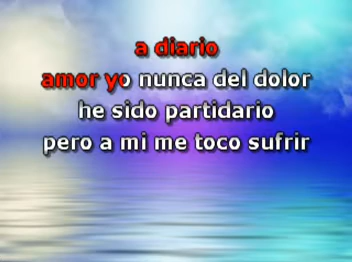 a diario
amor yo nunca del dolor
he sido partidario
pero a mi me toco sufrir